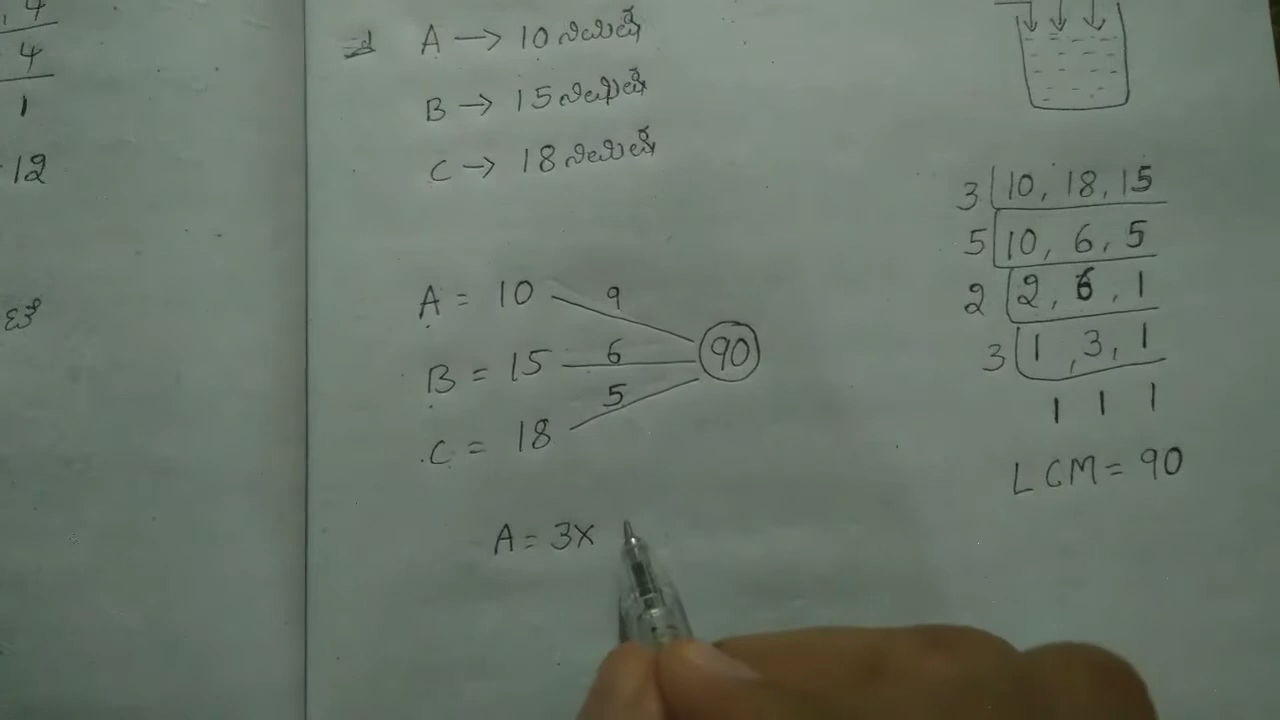 , 4
4
1
12
⇒ A → 10 ನಿಮಿಷ
B → 15 ನಿಮಿಷ
C → 18 ನಿಮಿಷ
A = 10 9
B = 15 6 90
C = 18 5
A = 3x
3 10, 18, 15
5 10, 6, 5
2 2, 6, 1
3 1, 3, 1
1 1 1
LCM = 90